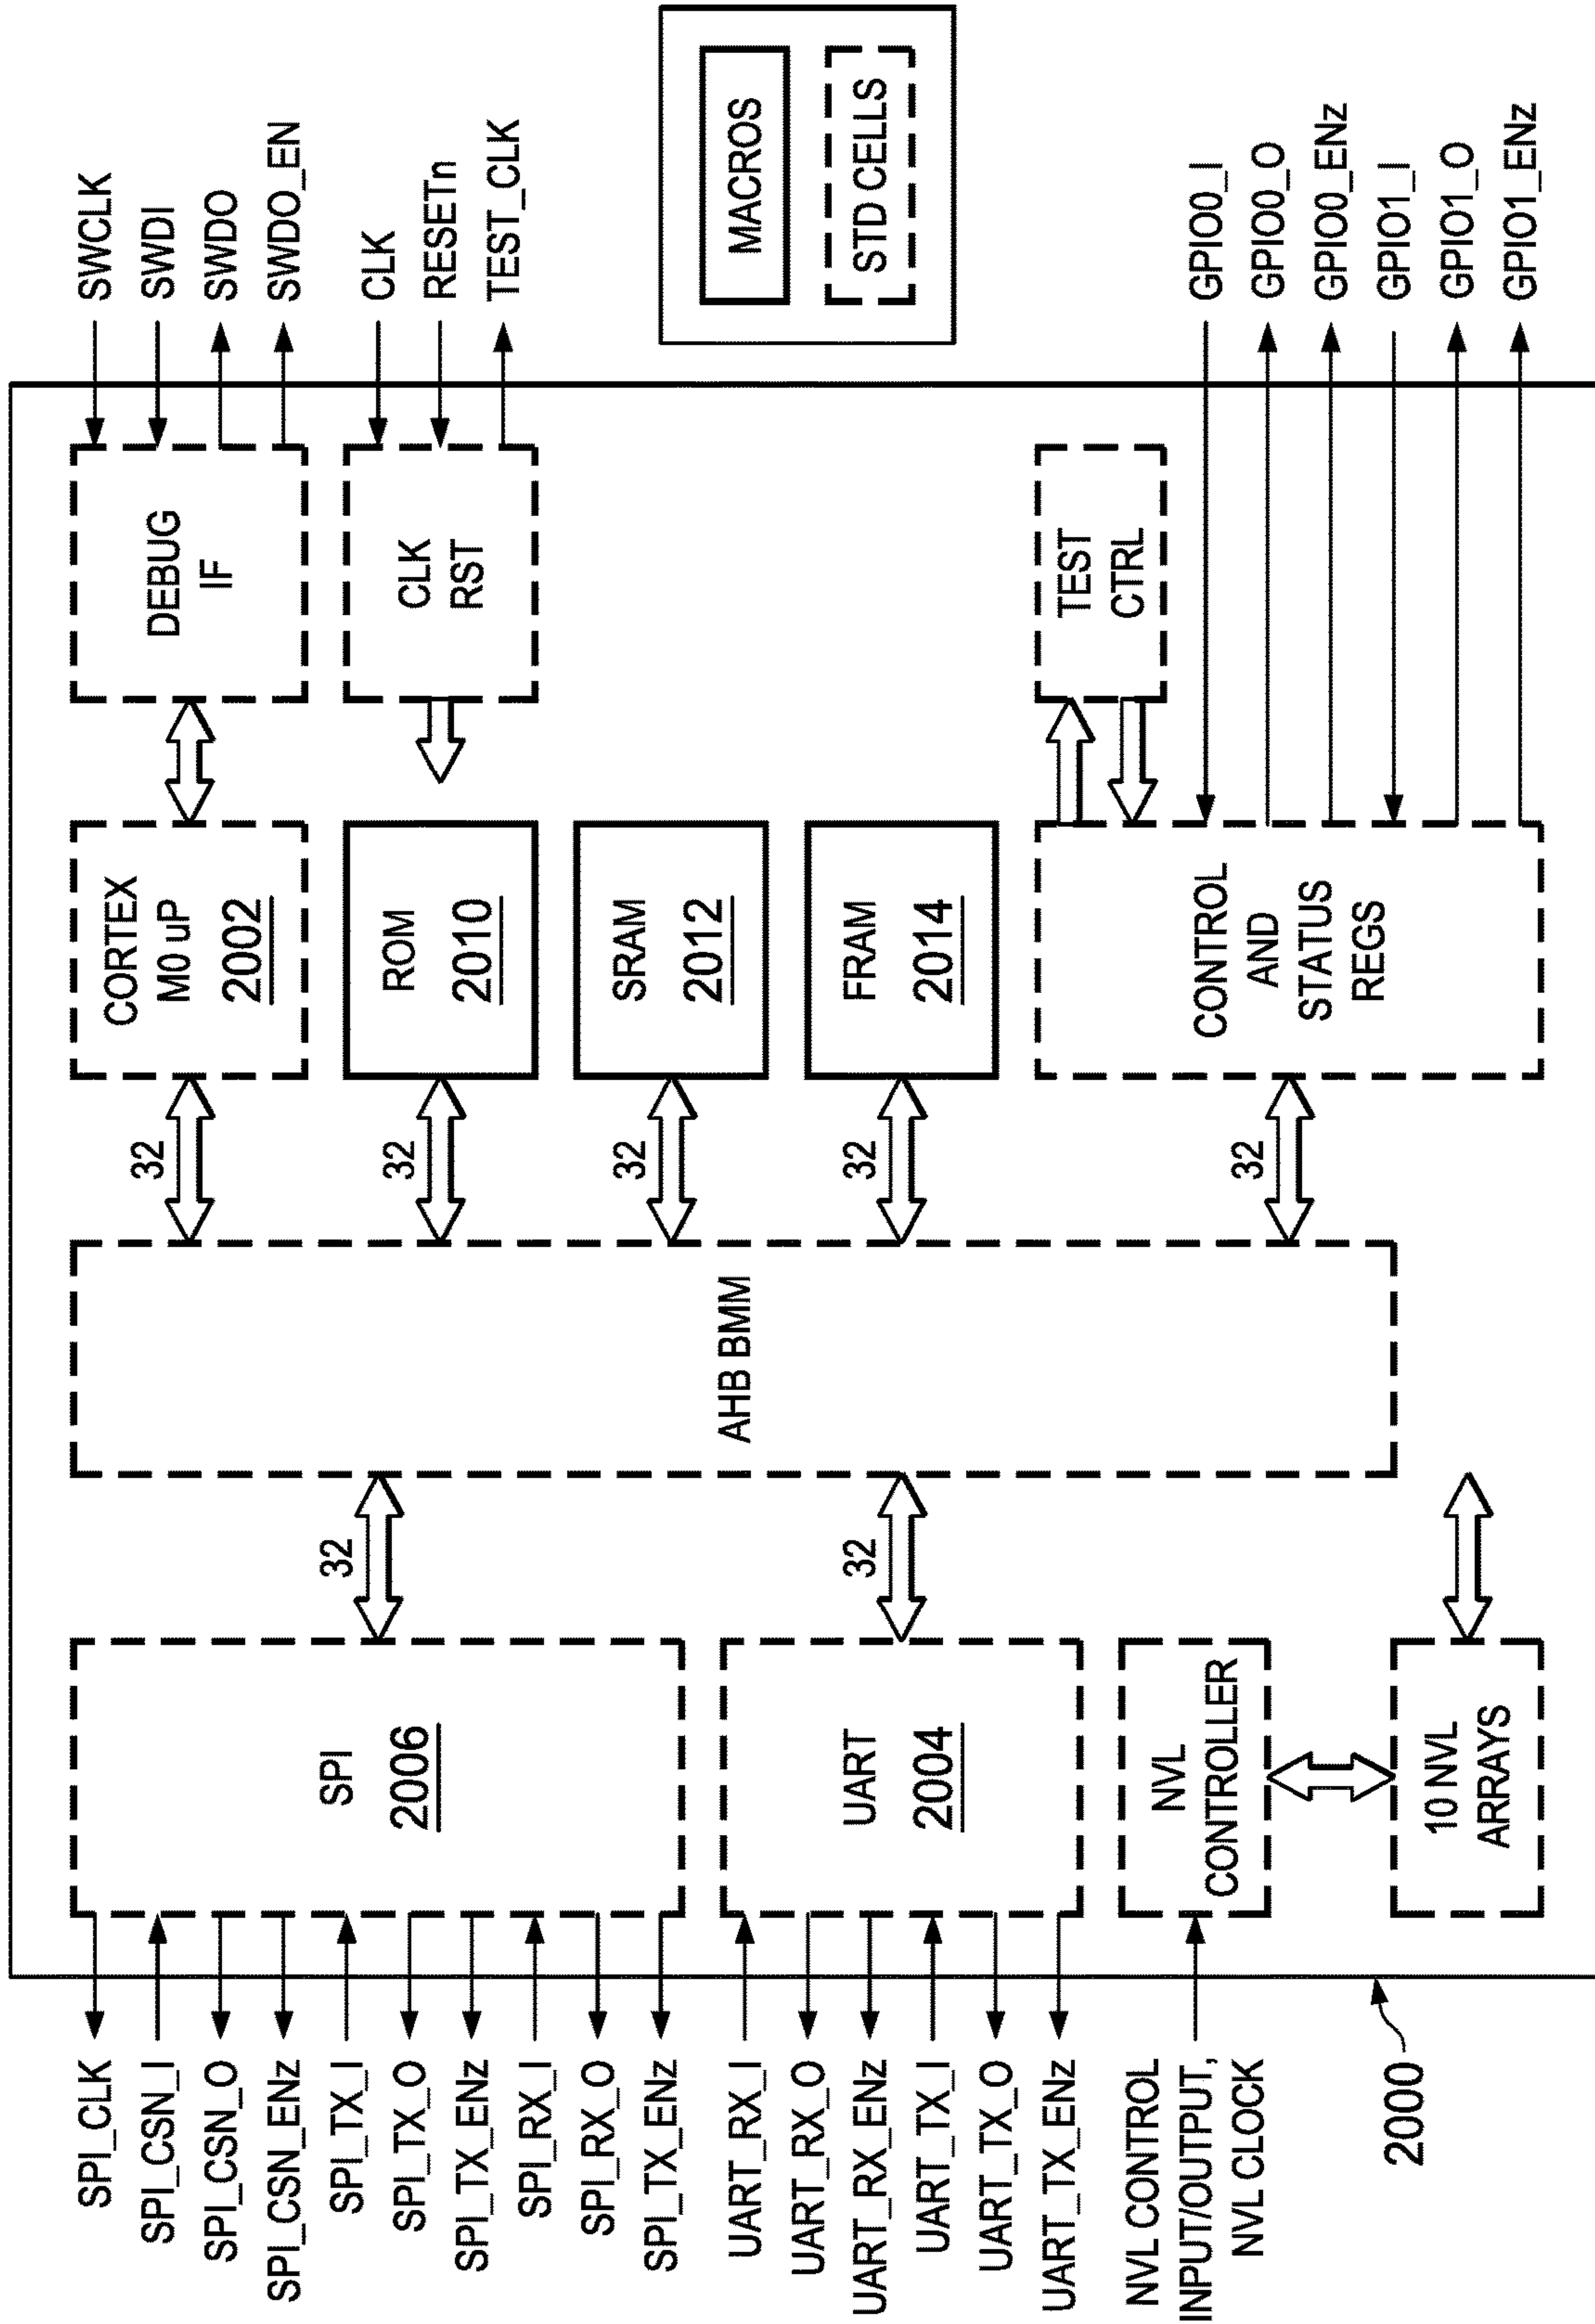 SPI_CLK
SPI_CSN_I
SPI_CSN_O
SPI_CSN_ENz
SPI_TX_I
SPI_TX_O
SPI_TX_ENz
SPI_RX_I
SPI_RX_O
SPI_TX_ENz
UART_RX_I
UART_RX_O
UART_RX_ENz
UART_TX_I
UART_TX_O
UART_TX_ENz
NVL CONTROL
INPUT/OUTPUT,
NVL CLOCK
2000
SPI
2006
UART
2004
NVL
CONTROLLER
10 NVL
ARRAYS
32
32
AHB BMM
32
32
32
32
32
CORTEX
M0 uP
2002
ROM
2010
SRAM
2012
FRAM
2014
CONTROL
AND
STATUS
REGS
DEBUG
IF
CLK
RST
TEST
CTRL
SWCLK
SWDI
SWDO
SWDO_EN
CLK
RESETn
TEST_CLK
MACROS
STD CELLS
GPIO0_I
GPIO0_O
GPIO0_ENz
GPIO1_I
GPIO1_O
GPIO1_ENz